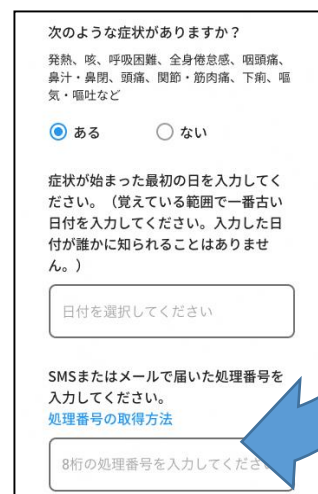 次のような症状がありますか？
発熱、咳、呼吸困難、全身倦怠感、咽頭痛、
鼻汁・鼻閉、頭痛、関節・筋肉痛、下痢、嘔
気・嘔吐など
ある ない
症状が始まった最初の日を入力してく
ださい。（覚えている範囲で一番古い
日付を入力してください。入力した日
付が誰かに知られることはありませ
ん。）
日付を選択してください
SMSまたはメールで届いた処理番号を
入力してください。
処理番号の取得方法
8桁の処理番号を入力してくださ